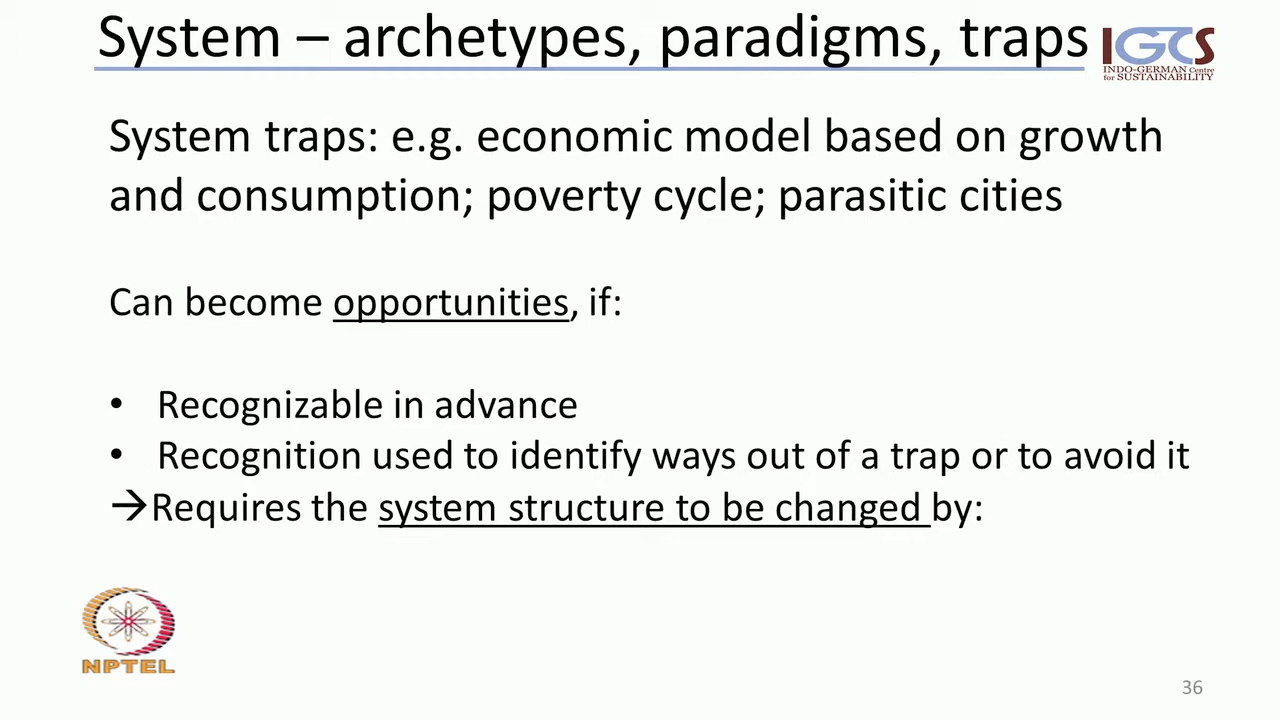 System – archetypes, paradigms, traps
IGCS
INDO-GERMAN Centre
for SUSTAINABILITY
System traps: e.g. economic model based on growth
and consumption; poverty cycle; parasitic cities
Can become opportunities, if:
• Recognizable in advance
• Recognition used to identify ways out of a trap or to avoid it
→Requires the system structure to be changed by:
NPTEL
36